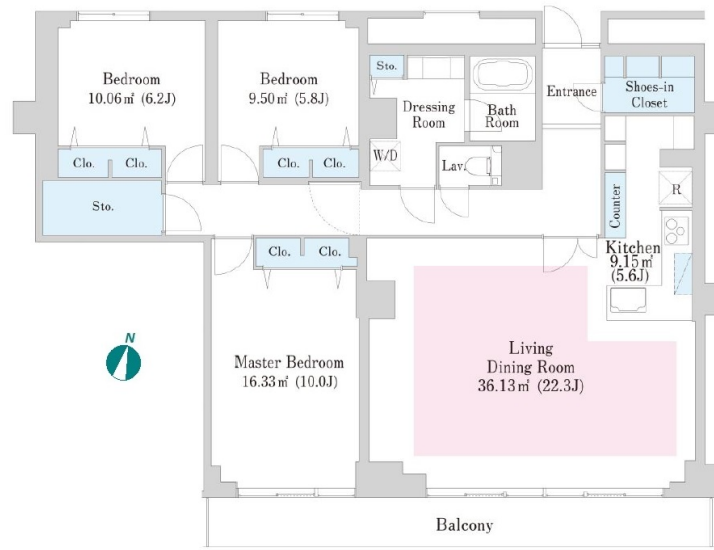 Bedroom
10.06㎡ (6.2J)
Bedroom
9.50㎡ (5.8J)
Sto.
Dressing
Room
Bath
Room
Entrance
Shoes-in
Closet
Clo.
Clo.
Clo.
Clo.
W/D
Lav.
R
Sto.
Counter
Kitchen
9.15㎡
(5.6J)
Clo.
Clo.
N
Master Bedroom
16.33㎡ (10.0J)
Living
Dining Room
36.13㎡ (22.3J)
Balcony